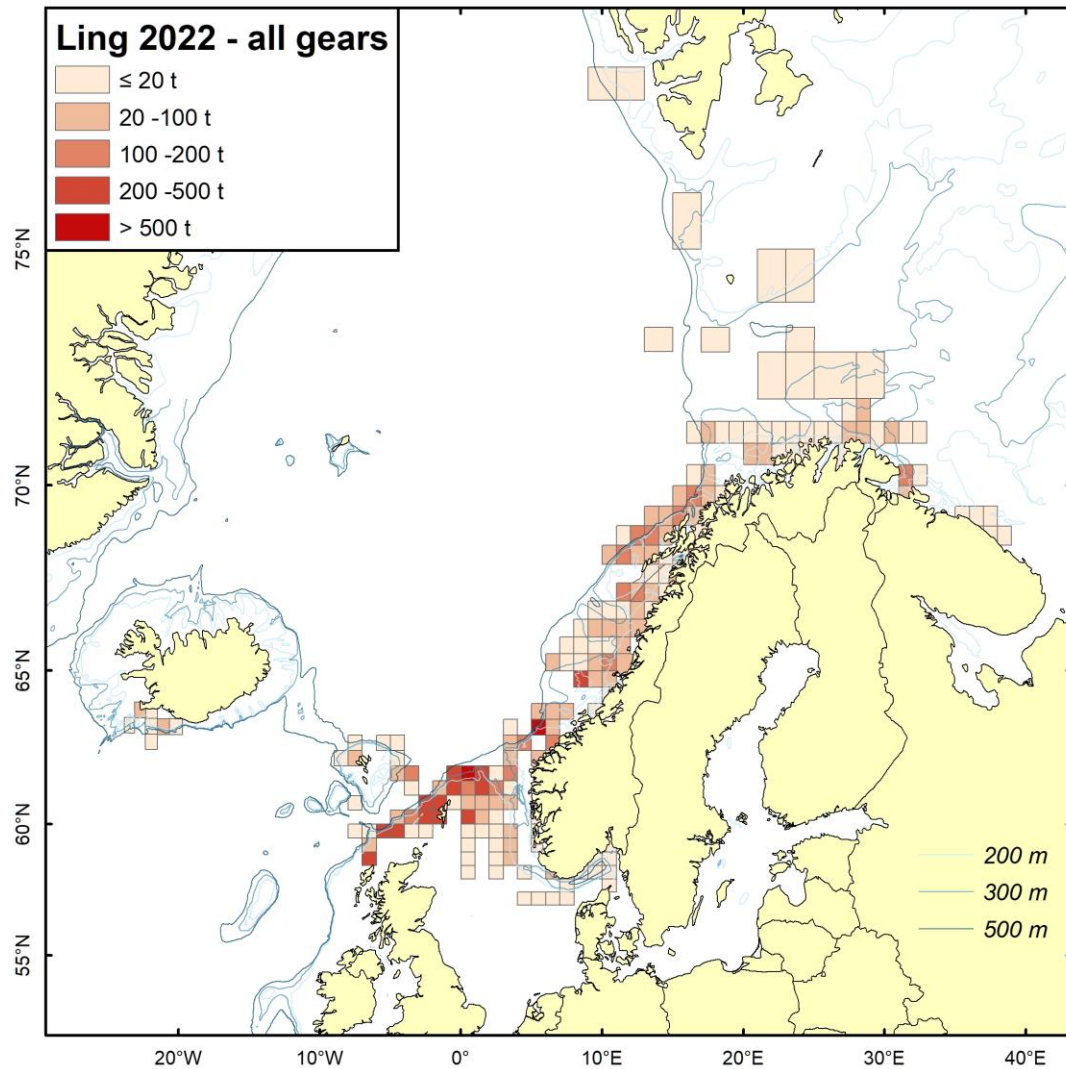 Ling 2022 - all gears
≤ 20 t
20 -100 t
100 -200 t
200 -500 t
> 500 t
75°N
70°N
65°N
60°N
55°N
200 m
300 m
500 m
20°W
10°W
0°
10°E
20°E
30°E
40°E